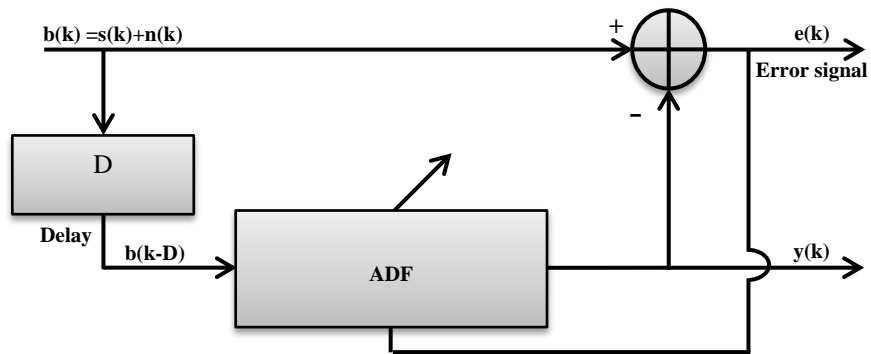 b(k) =s(k)+n(k)
+
e(k)
Error signal
-
D
Delay
b(k-D)
ADF
y(k)